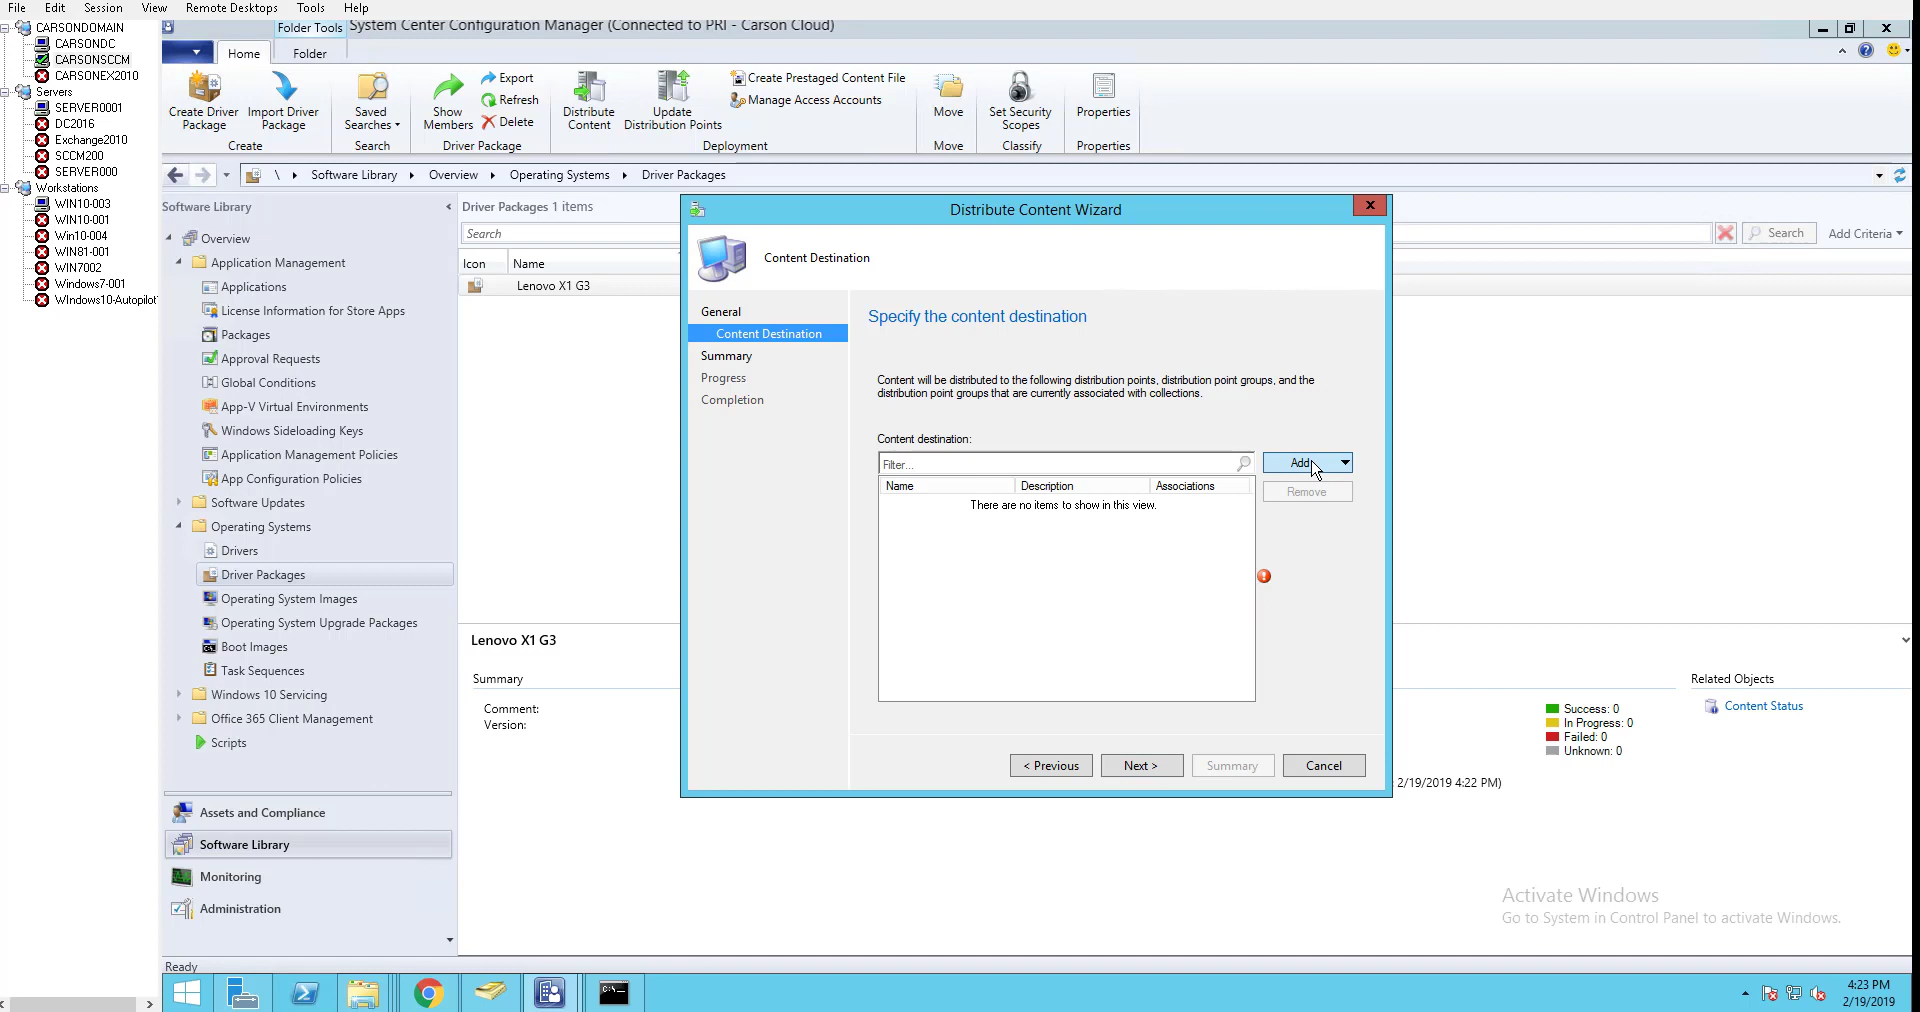 File Edit Session View Remote Desktops Tools Help
CARSONDOMAIN
CARSONDC
CARSONSCCM
CARSONEX2010
Servers
SERVER0001
DC2016
Exchange2010
SCCM200
SERVER000
Workstations
WIN10-003
WIN10-001
Win10-004
WIN81-001
WIN7002
Windows7-001
WIndows10-Autopilot
Folder Tools System Center Configuration Manager (Connected to PRI - Carson Cloud)
Home Folder
Create Driver Package
Import Driver Package
Create
Saved Searches
Search
Show Members
Export
Refresh
Delete
Driver Package
Distribute Content
Update Distribution Points
Create Prestaged Content File
Manage Access Accounts
Deployment
Move
Move
Set Security Scopes
Classify
Properties
Properties
\ Software Library Overview Operating Systems Driver Packages
Software Library
Overview
Application Management
Applications
License Information for Store Apps
Packages
Approval Requests
Global Conditions
App-V Virtual Environments
Windows Sideloading Keys
Application Management Policies
App Configuration Policies
Software Updates
Operating Systems
Drivers
Driver Packages
Operating System Images
Operating System Upgrade Packages
Boot Images
Task Sequences
Windows 10 Servicing
Office 365 Client Management
Scripts
Assets and Compliance
Software Library
Monitoring
Administration
Ready
Driver Packages 1 items
Search
Search Add Criteria
Icon Name
Lenovo X1 G3
Lenovo X1 G3
Summary
Comment:
Version:
Distribute Content Wizard
X
Content Destination
General
Content Destination
Summary
Progress
Completion
Specify the content destination
Content will be distributed to the following distribution points, distribution point groups, and the
distribution point groups that are currently associated with collections.
Content destination:
Filter...
Add
Remove
Name Description Associations
There are no items to show in this view.
< Previous Next > Summary Cancel
Success: 0
In Progress: 0
Failed: 0
Unknown: 0
2/19/2019 4:22 PM)
Related Objects
Content Status
Activate Windows
Go to System in Control Panel to activate Windows.
4:23 PM
2/19/2019